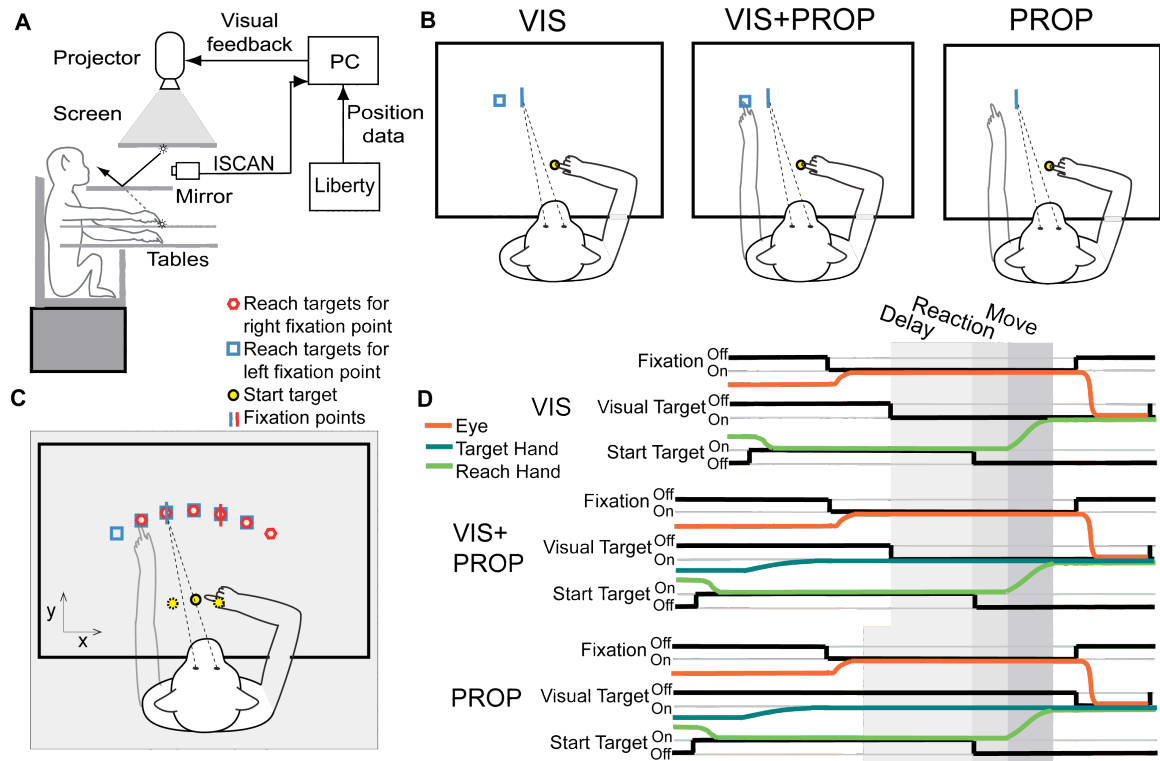 A
Visual
feedback
Projector
PC
Screen
Position
data
ISCAN
Mirror
Liberty
Tables
B
VIS
VIS+PROP
PROP
Reach targets for
right fixation point
Reach targets for
left fixation point
Start target
Fixation points
C
y
x
D
Delay
Reaction
Move
Eye
Target Hand
Reach Hand
VIS
Fixation Off
On
Visual Target Off
On
Start Target On
Off
VIS+
PROP
Fixation Off
On
Visual Target Off
On
Start Target On
Off
PROP
Fixation Off
On
Visual Target Off
On
Start Target On
Off